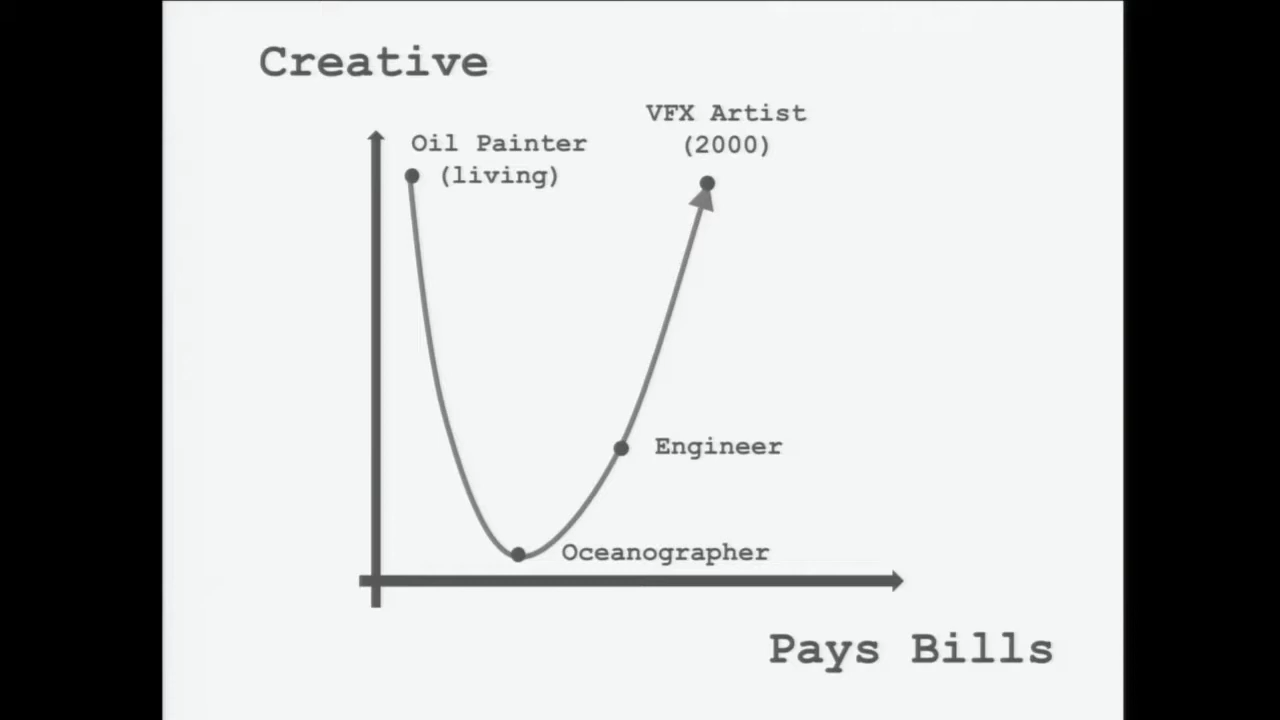 Creative
VFX Artist
(2000)
Oil Painter
(living)
Engineer
Oceanographer
Pays Bills